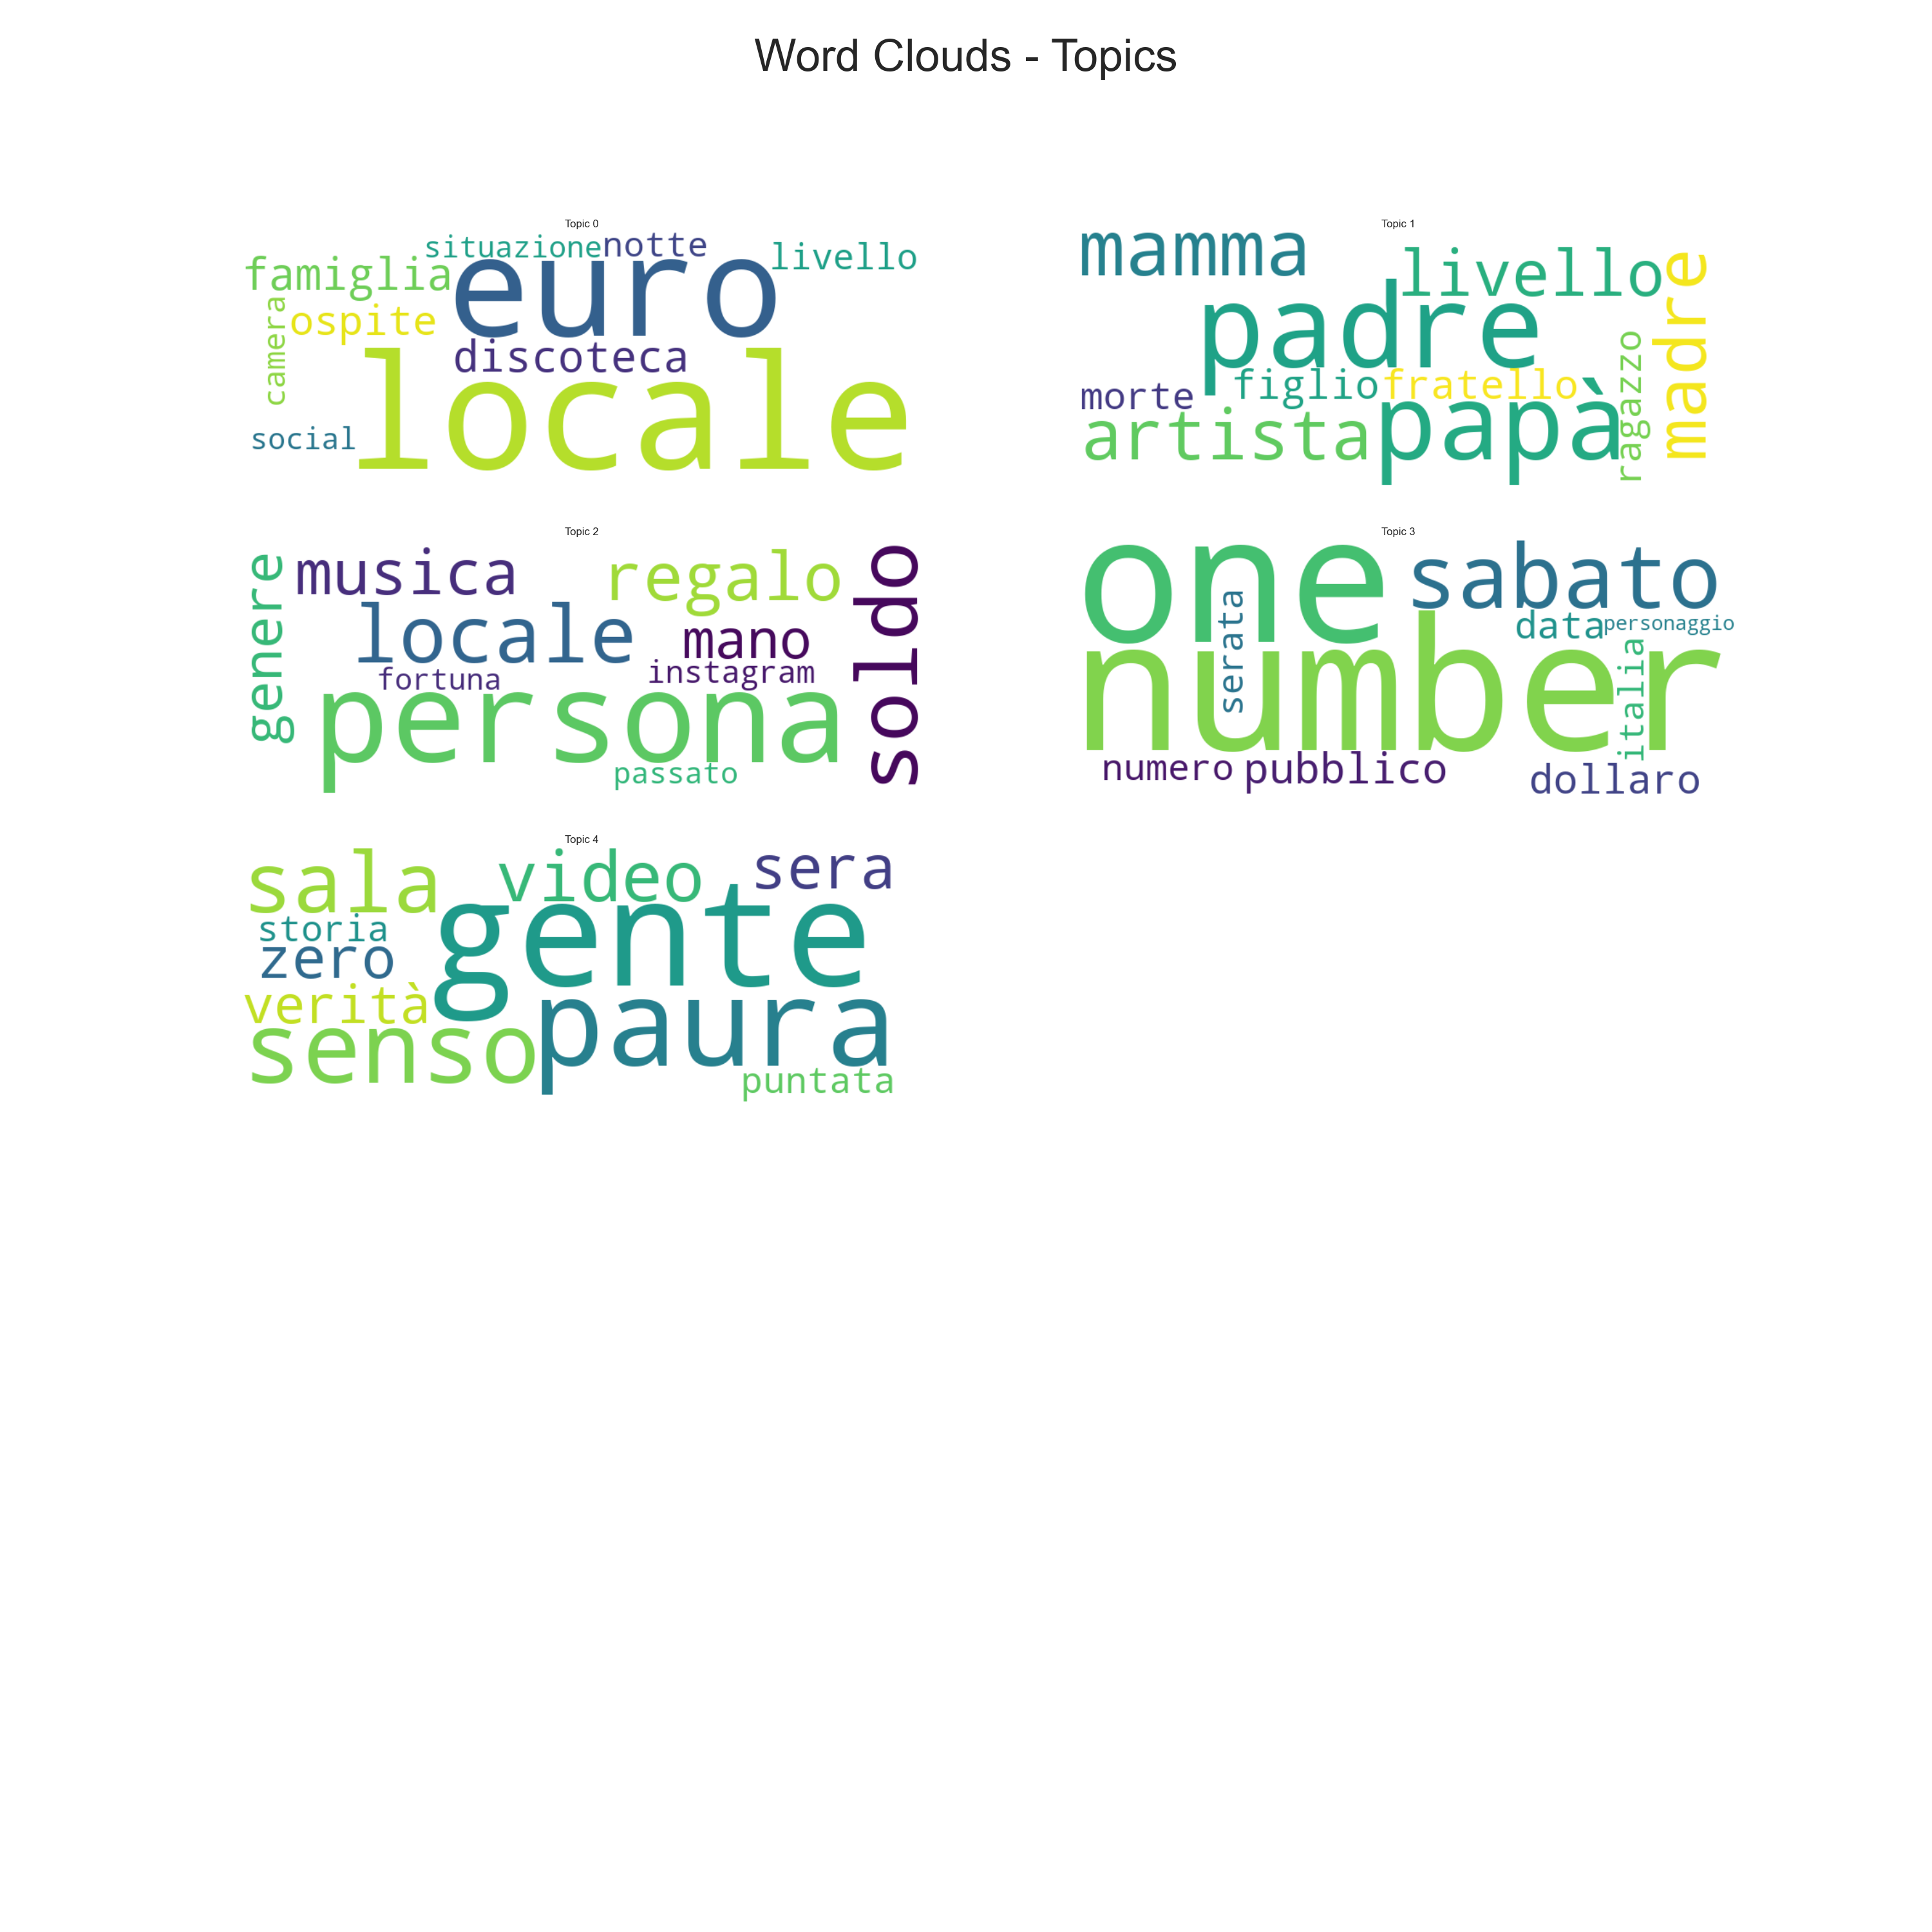 Word Clouds - Topics
Topic 0
situazione notte
famiglia euro livello
camera ospite
discoteca
locale
social
Topic 1
mamma livello
padre madre
ragazzo
morte figlio fratello
artista papà
Topic 2
genere musica regalo soldo
locale mano
fortuna instagram
persona
passato
Topic 3
one sabato
serata data personaggio
number italia
numero pubblico dollaro
Topic 4
sala video sera
storia gente
zero
verità paura
senso
puntata